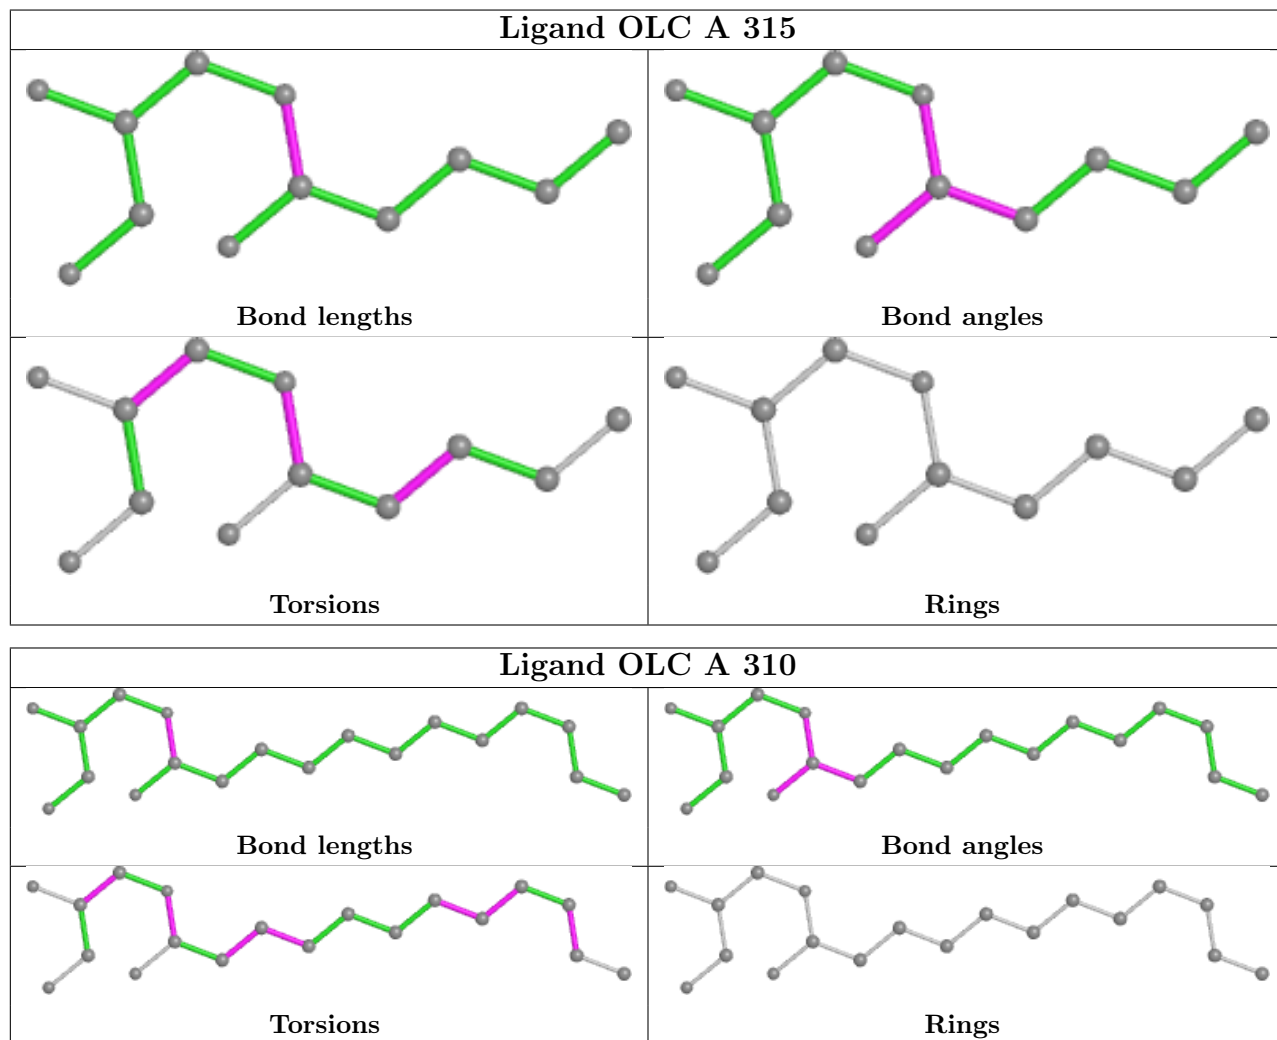 Ligand OLC A 315
Bond lengths
Bond angles
Torsions
Rings
Ligand OLC A 310
Bond lengths
Bond angles
Torsions
Rings